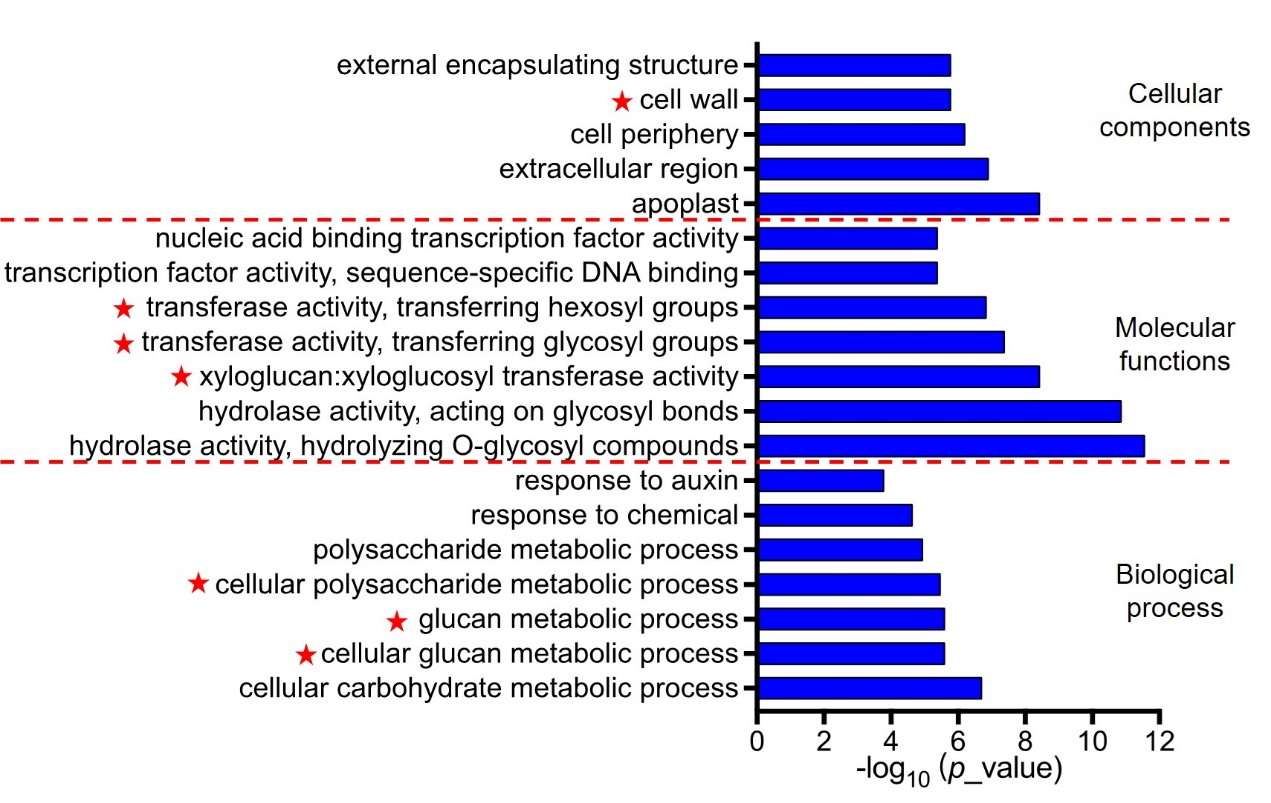 external encapsulating structure
cell wall
cell periphery
extracellular region
apoplast
Cellular
components
nucleic acid binding transcription factor activity
transcription factor activity, sequence-specific DNA binding
transferase activity, transferring hexosyl groups
transferase activity, transferring glycosyl groups
xyloglucan:xyloglucosyl transferase activity
hydrolase activity, acting on glycosyl bonds
hydrolase activity, hydrolyzing O-glycosyl compounds
Molecular
functions
response to auxin
response to chemical
polysaccharide metabolic process
cellular polysaccharide metabolic process
glucan metabolic process
cellular glucan metabolic process
cellular carbohydrate metabolic process
Biological
process
0 2 4 6 8 10 12
-log10 (p_value)